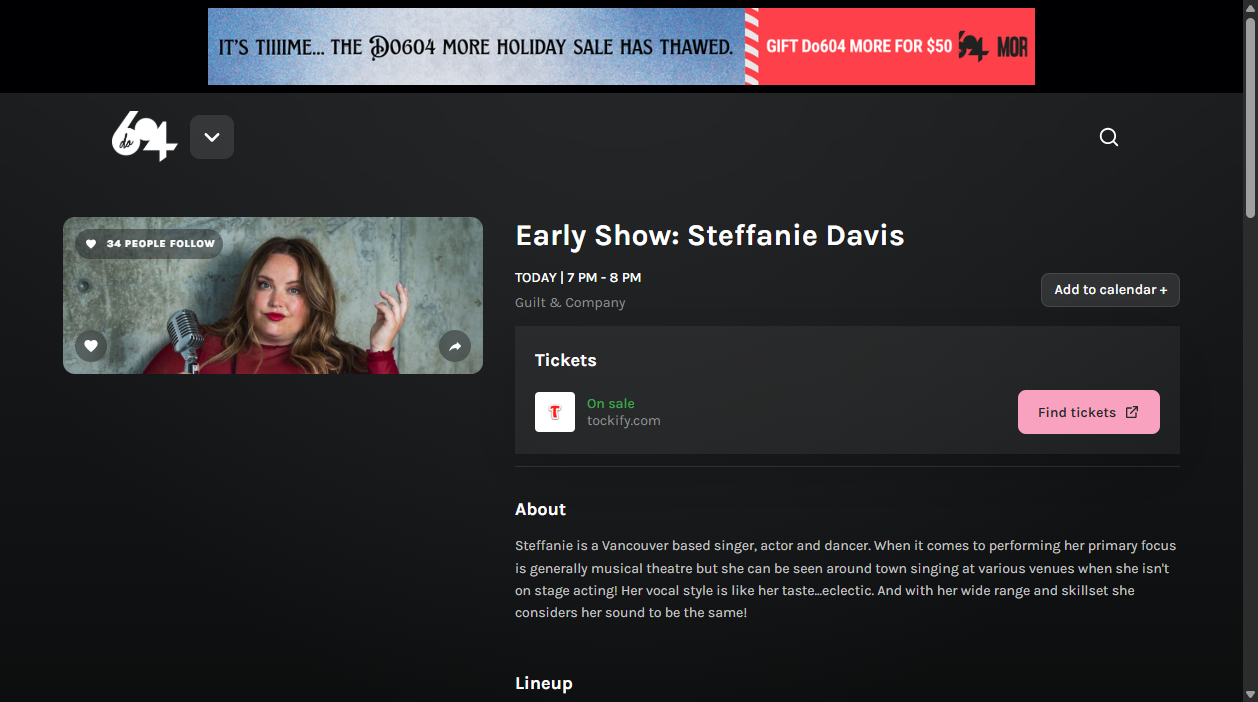 IT'S TIIIIME... THE DO604 MORE HOLIDAY SALE HAS THAWED.
GIFT Do604 MORE FOR $50 604 MOR
do604
34 PEOPLE FOLLOW
Early Show: Steffanie Davis
TODAY | 7 PM - 8 PM
Guilt & Company
Add to calendar +
Tickets
T
On sale
tockify.com
Find tickets
About
Steffanie is a Vancouver based singer, actor and dancer. When it comes to performing her primary focus
is generally musical theatre but she can be seen around town singing at various venues when she isn't
on stage acting! Her vocal style is like her taste...eclectic. And with her wide range and skillset she
considers her sound to be the same!
Lineup